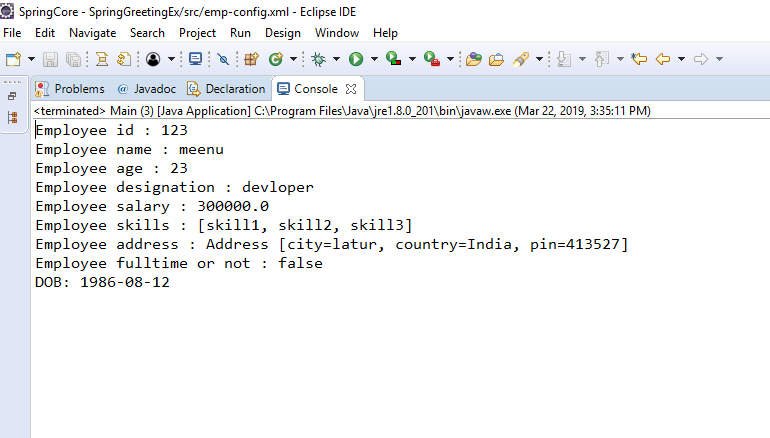 SpringCore - SpringGreetingEx/src/emp-config.xml - Eclipse IDE
File Edit Navigate Search Project Run Design Window Help
Problems @ Javadoc Declaration Console
<terminated> Main (3) [Java Application] C:\Program Files\Java\jre1.8.0_201\bin\javaw.exe (Mar 22, 2019, 3:35:11 PM)
Employee id : 123
Employee name : meenu
Employee age : 23
Employee designation : devloper
Employee salary : 300000.0
Employee skills : [skill1, skill2, skill3]
Employee address : Address [city=latur, country=India, pin=413527]
Employee fulltime or not : false
DOB: 1986-08-12